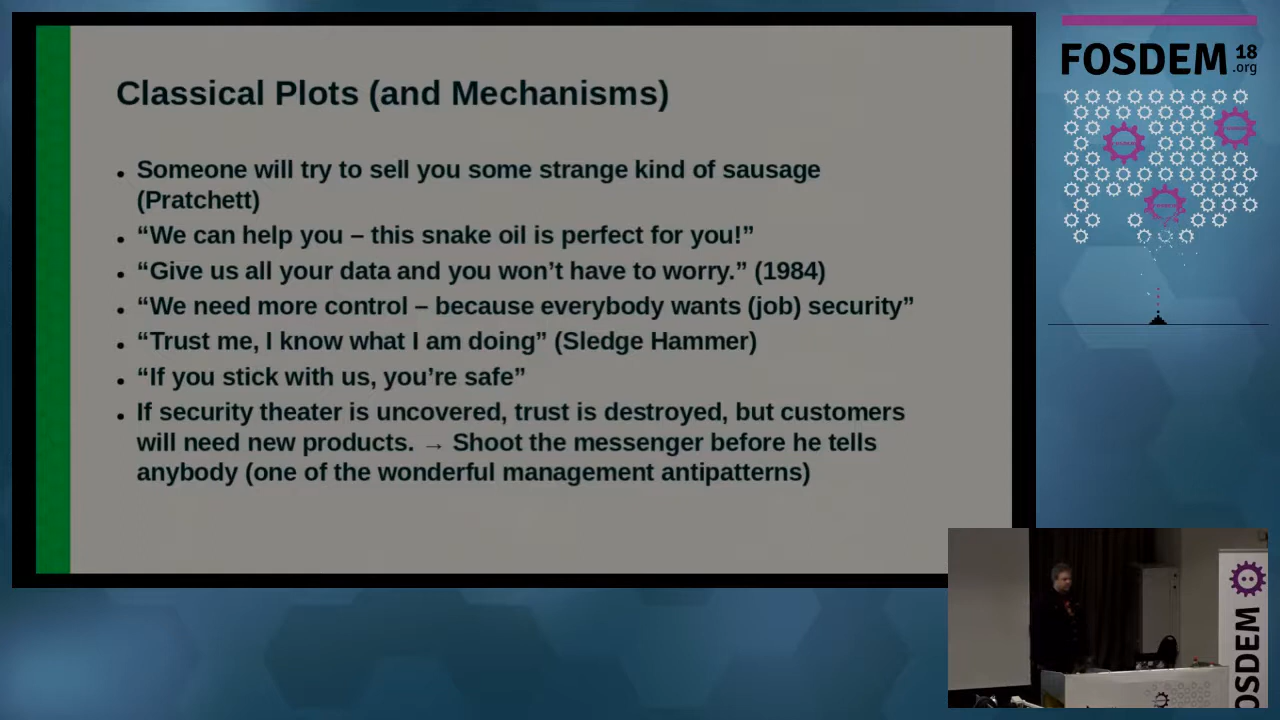 Classical Plots (and Mechanisms)
• Someone will try to sell you some strange kind of sausage
(Pratchett)
• “We can help you – this snake oil is perfect for you!”
• “Give us all your data and you won’t have to worry.” (1984)
• “We need more control – because everybody wants (job) security”
• “Trust me, I know what I am doing” (Sledge Hammer)
• “If you stick with us, you’re safe”
• If security theater is uncovered, trust is destroyed, but customers
will need new products. → Shoot the messenger before he tells
anybody (one of the wonderful management antipatterns)
FOSDEM 18
.org
OSDEM